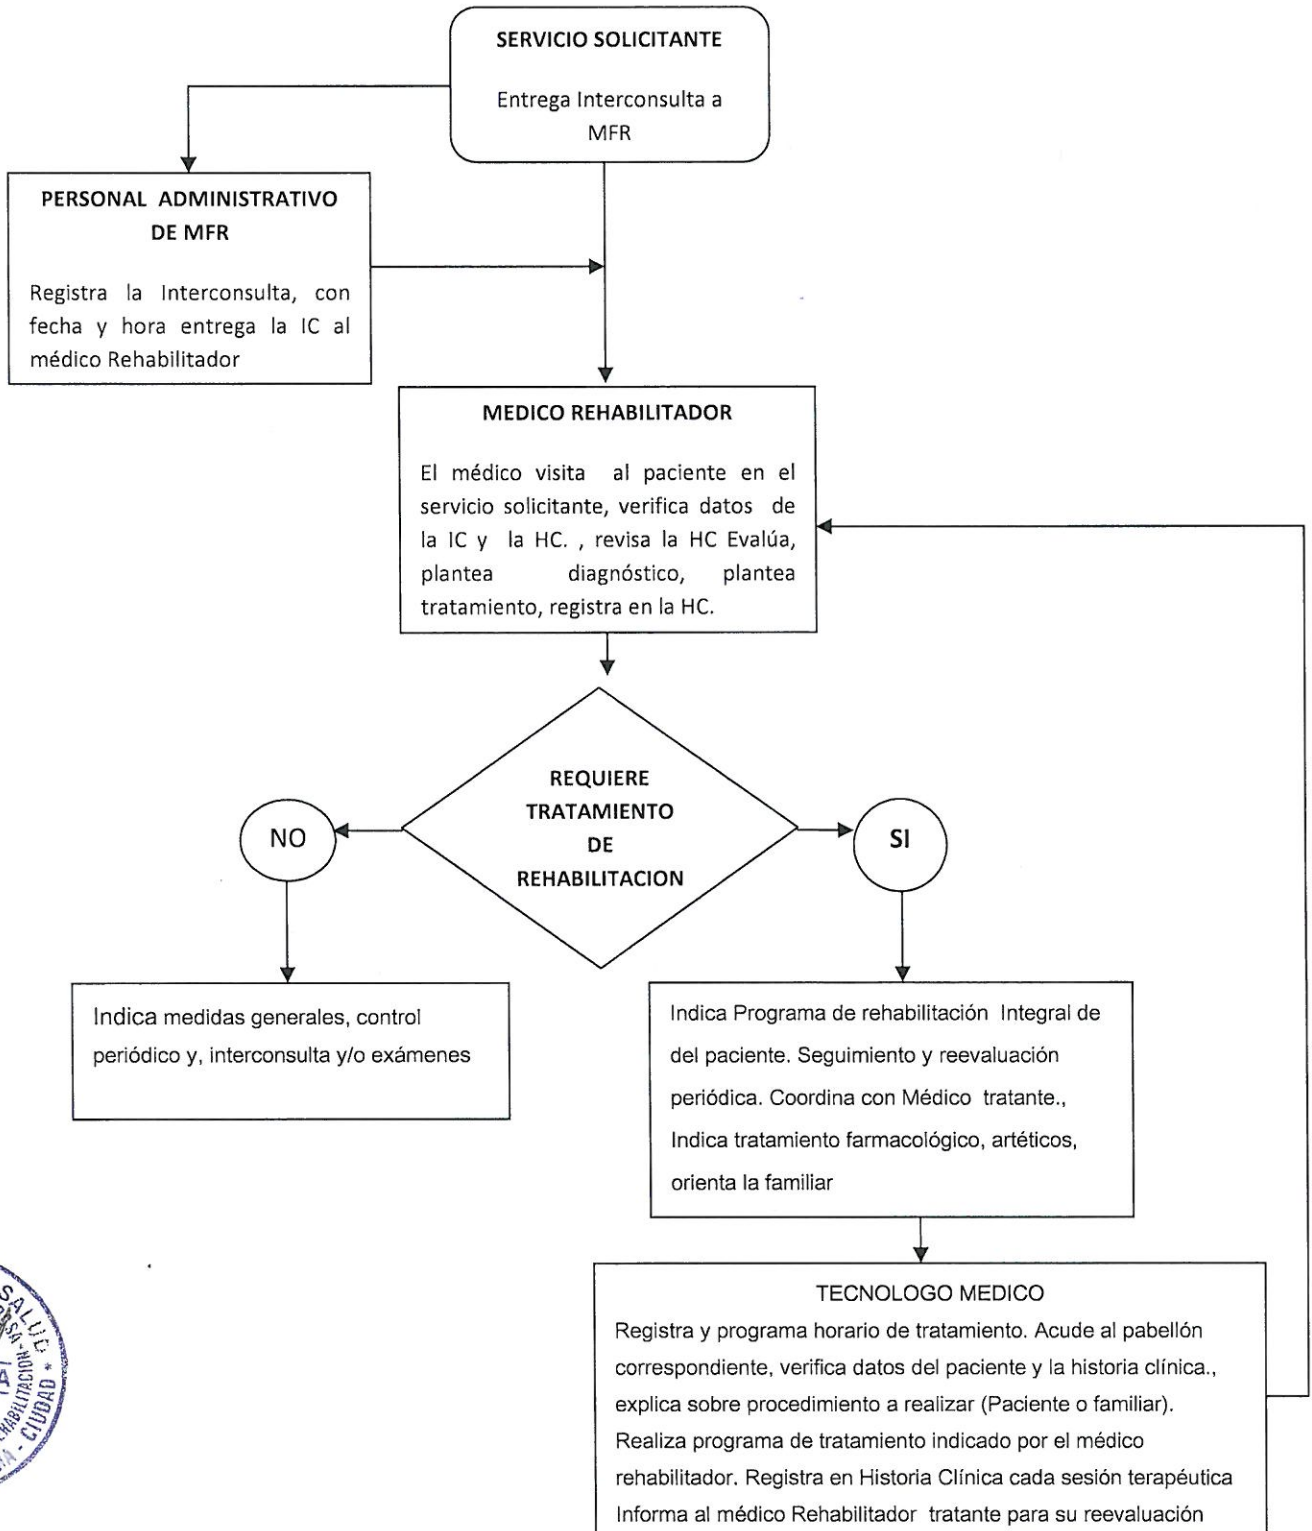 SERVICIO SOLICITANTE
Entrega Interconsulta a
MFR
PERSONAL ADMINISTRATIVO
DE MFR
Registra la Interconsulta, con
fecha y hora entrega la IC al
médico Rehabilitador
MEDICO REHABILITADOR
El médico visita al paciente en el
servicio solicitante, verifica datos de
la IC y la HC. , revisa la HC Evalúa,
plantea diagnóstico, plantea
tratamiento, registra en la HC.
REQUIERE
TRATAMIENTO
DE
REHABILITACION
NO
SI
Indica medidas generales, control
periódico y, interconsulta y/o exámenes
Indica Programa de rehabilitación Integral de
del paciente. Seguimiento y reevaluación
periódica. Coordina con Médico tratante.,
Indica tratamiento farmacológico, artéticos,
orienta la familiar
TECNOLOGO MEDICO
Registra y programa horario de tratamiento. Acude al pabellón
correspondiente, verifica datos del paciente y la historia clínica.,
explica sobre procedimiento a realizar (Paciente o familiar).
Realiza programa de tratamiento indicado por el médico
rehabilitador. Registra en Historia Clínica cada sesión terapéutica
Informa al médico Rehabilitador tratante para su reevaluación
SALUD
CIUDAD